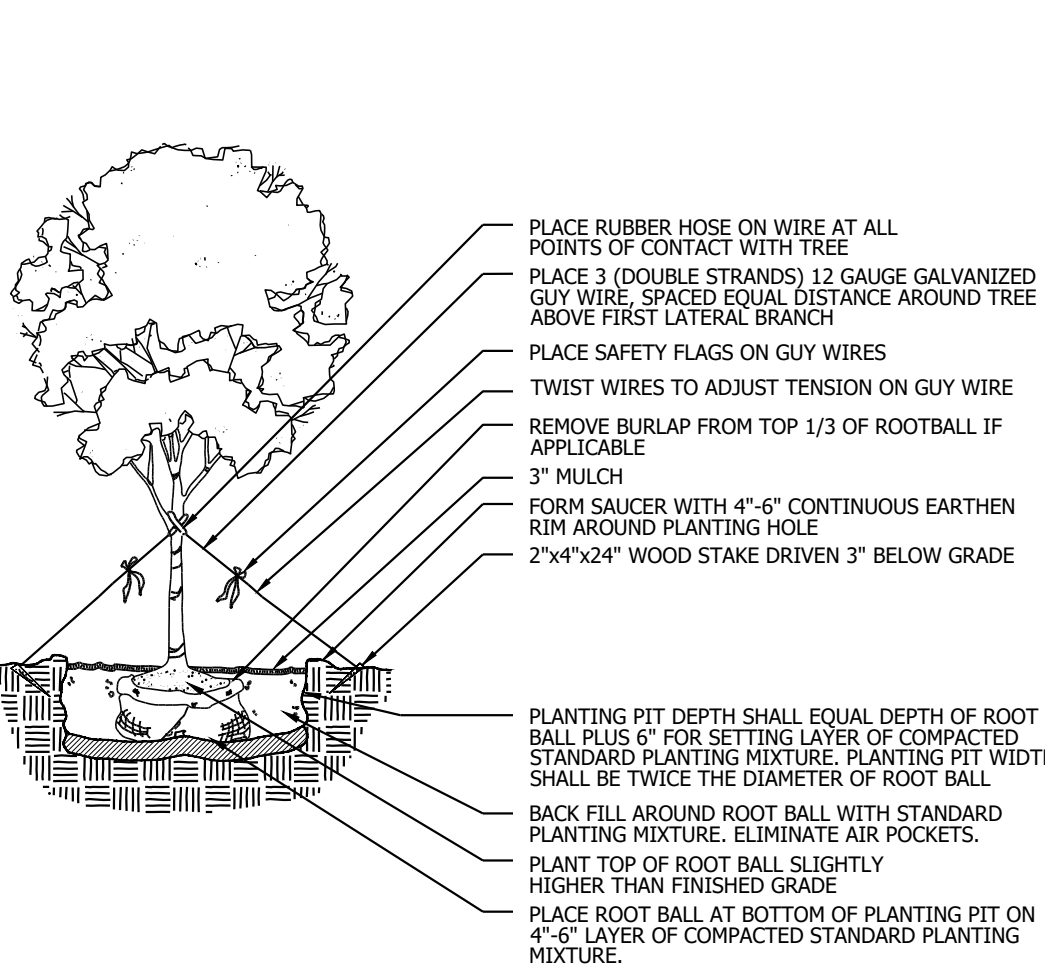 PLACE RUBBER HOSE ON WIRE AT ALL
POINTS OF CONTACT WITH TREE
PLACE 3 (DOUBLE STRANDS) 12 GAUGE GALVANIZED
GUY WIRE, SPACED EQUAL DISTANCE AROUND TREE
ABOVE FIRST LATERAL BRANCH
PLACE SAFETY FLAGS ON GUY WIRES
TWIST WIRES TO ADJUST TENSION ON GUY WIRE
REMOVE BURLAP FROM TOP 1/3 OF ROOTBALL IF
APPLICABLE
3" MULCH
FORM SAUCER WITH 4"-6" CONTINUOUS EARTHEN
RIM AROUND PLANTING HOLE
2"x4"x24" WOOD STAKE DRIVEN 3" BELOW GRADE
PLANTING PIT DEPTH SHALL EQUAL DEPTH OF ROOT
BALL PLUS 6" FOR SETTING LAYER OF COMPACTED
STANDARD PLANTING MIXTURE. PLANTING PIT WIDTH
SHALL BE TWICE THE DIAMETER OF ROOT BALL
BACK FILL AROUND ROOT BALL WITH STANDARD
PLANTING MIXTURE. ELIMINATE AIR POCKETS.
PLANT TOP OF ROOT BALL SLIGHTLY
HIGHER THAN FINISHED GRADE
PLACE ROOT BALL AT BOTTOM OF PLANTING PIT ON
4"-6" LAYER OF COMPACTED STANDARD PLANTING
MIXTURE.